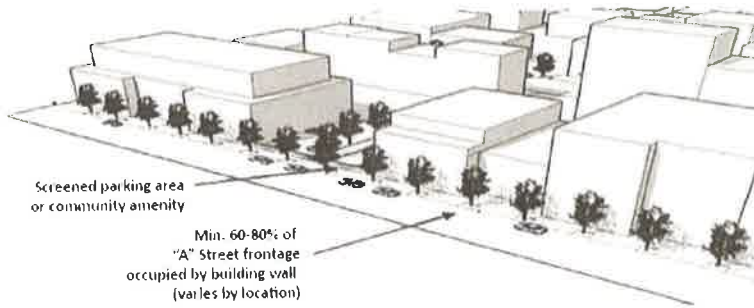 Screened parking area
or community amenity
Min. 60-80% of
"A" Street frontage
occupied by building wall
(varies by location)